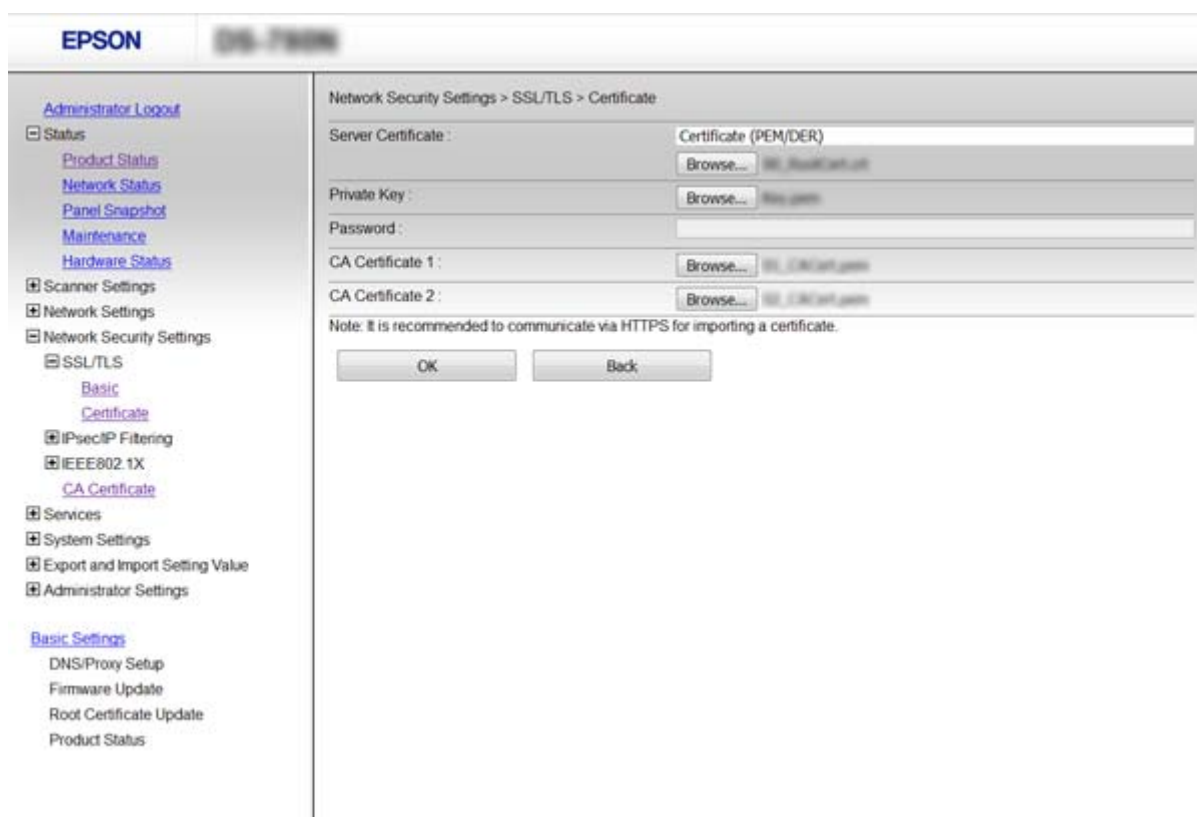 EPSON
Administrator Logout
Status
Product Status
Network Status
Panel Snapshot
Maintenance
Hardware Status
Scanner Settings
Network Settings
Network Security Settings
SSL/TLS
Basic
Certificate
IPsec/IP Filtering
IEEE802.1X
CA Certificate
Services
System Settings
Export and Import Setting Value
Administrator Settings
Basic Settings
DNS/Proxy Setup
Firmware Update
Root Certificate Update
Product Status
Network Security Settings > SSL/TLS > Certificate
Server Certificate : Certificate (PEM/DER)
Browse...
Private Key : Browse...
Password :
CA Certificate 1 : Browse...
CA Certificate 2 : Browse...
Note: It is recommended to communicate via HTTPS for importing a certificate.
OK Back